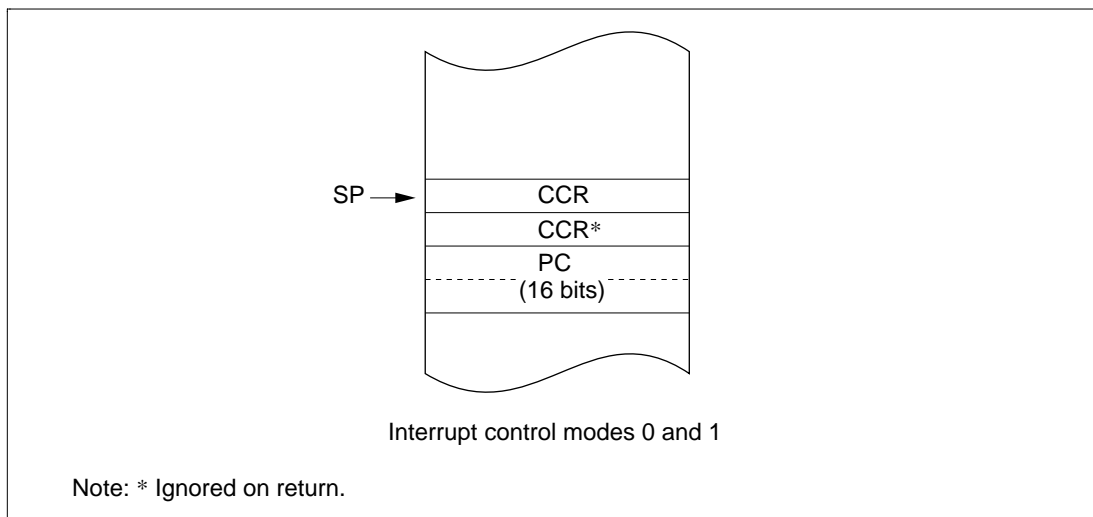 SP
CCR
CCR*
PC
(16 bits)
Interrupt control modes 0 and 1
Note: * Ignored on return.